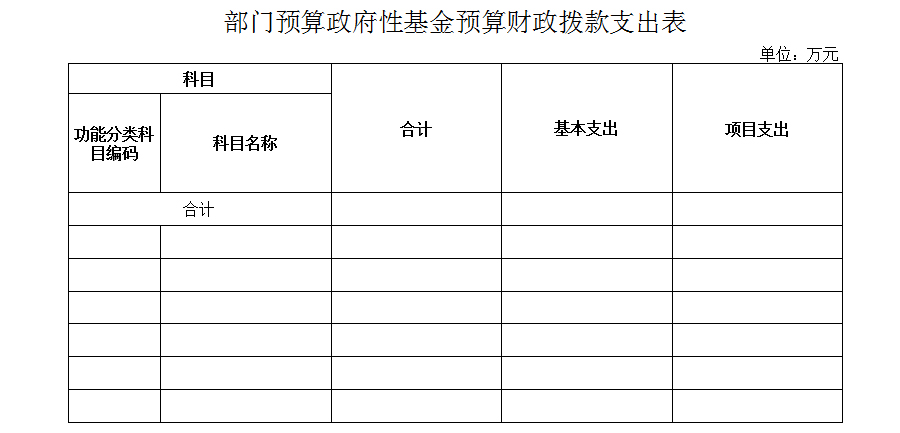 部门预算政府性基金预算财政拨款支出表
单位：万元
科目
合计
基本支出
项目支出
功能分类科
目编码
科目名称
合计